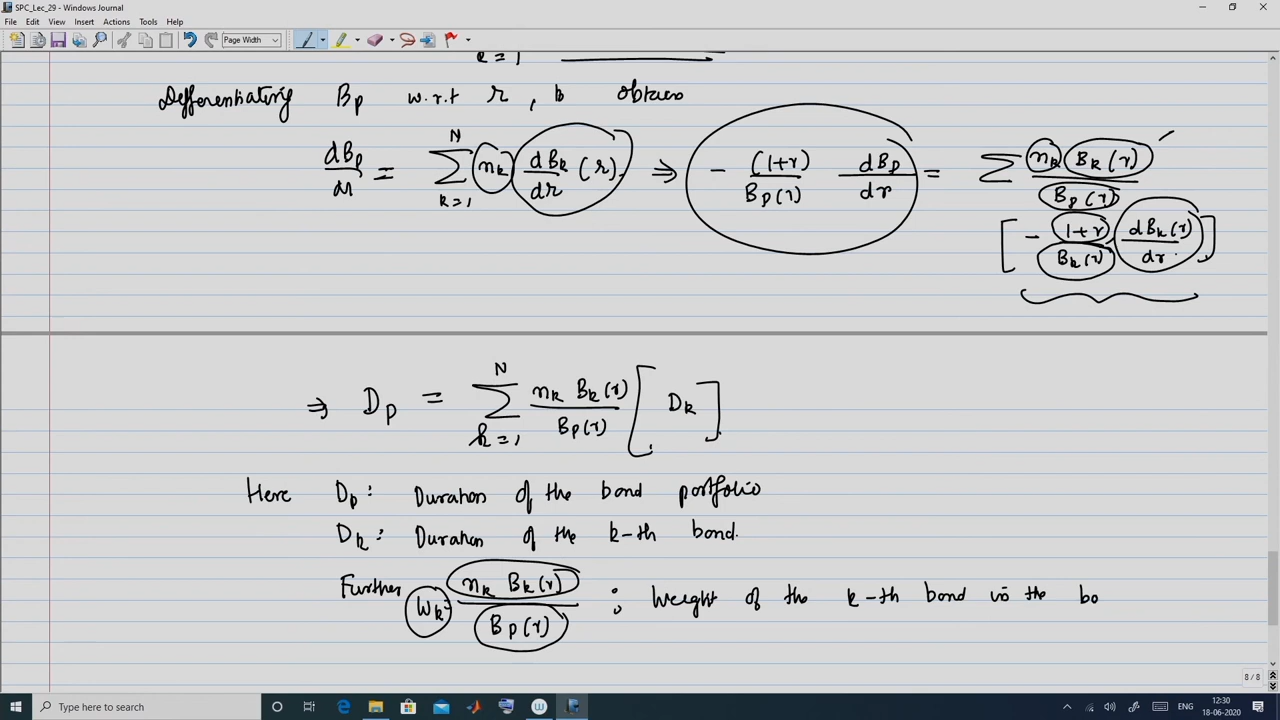 SPC_Lec_29 - Windows Journal
File Edit View Insert Actions Tools Help
Page Width
k=1
Differentiating Bp w.r.t r, to obtain
dBp/dr = N∑k=1 nk dBk/dr (r) ⇒ - (1+r)/Bp(r) dBp/dr = ∑ nk Bk(r)/Bp(r)
[ - 1+r/Bk(r) dBk(r)/dr ]
⇒ Dp = N∑k=1 nk Bk(r)/Bp(r) [ Dk ]
Here Dp: Duration of the bond portfolio
Dk: Duration of the k-th bond.
Further Wk = nk Bk(r)/Bp(r) : Weight of the k-th bond in the bo
8/8
Type here to search
ENG
12:30
18-06-2020